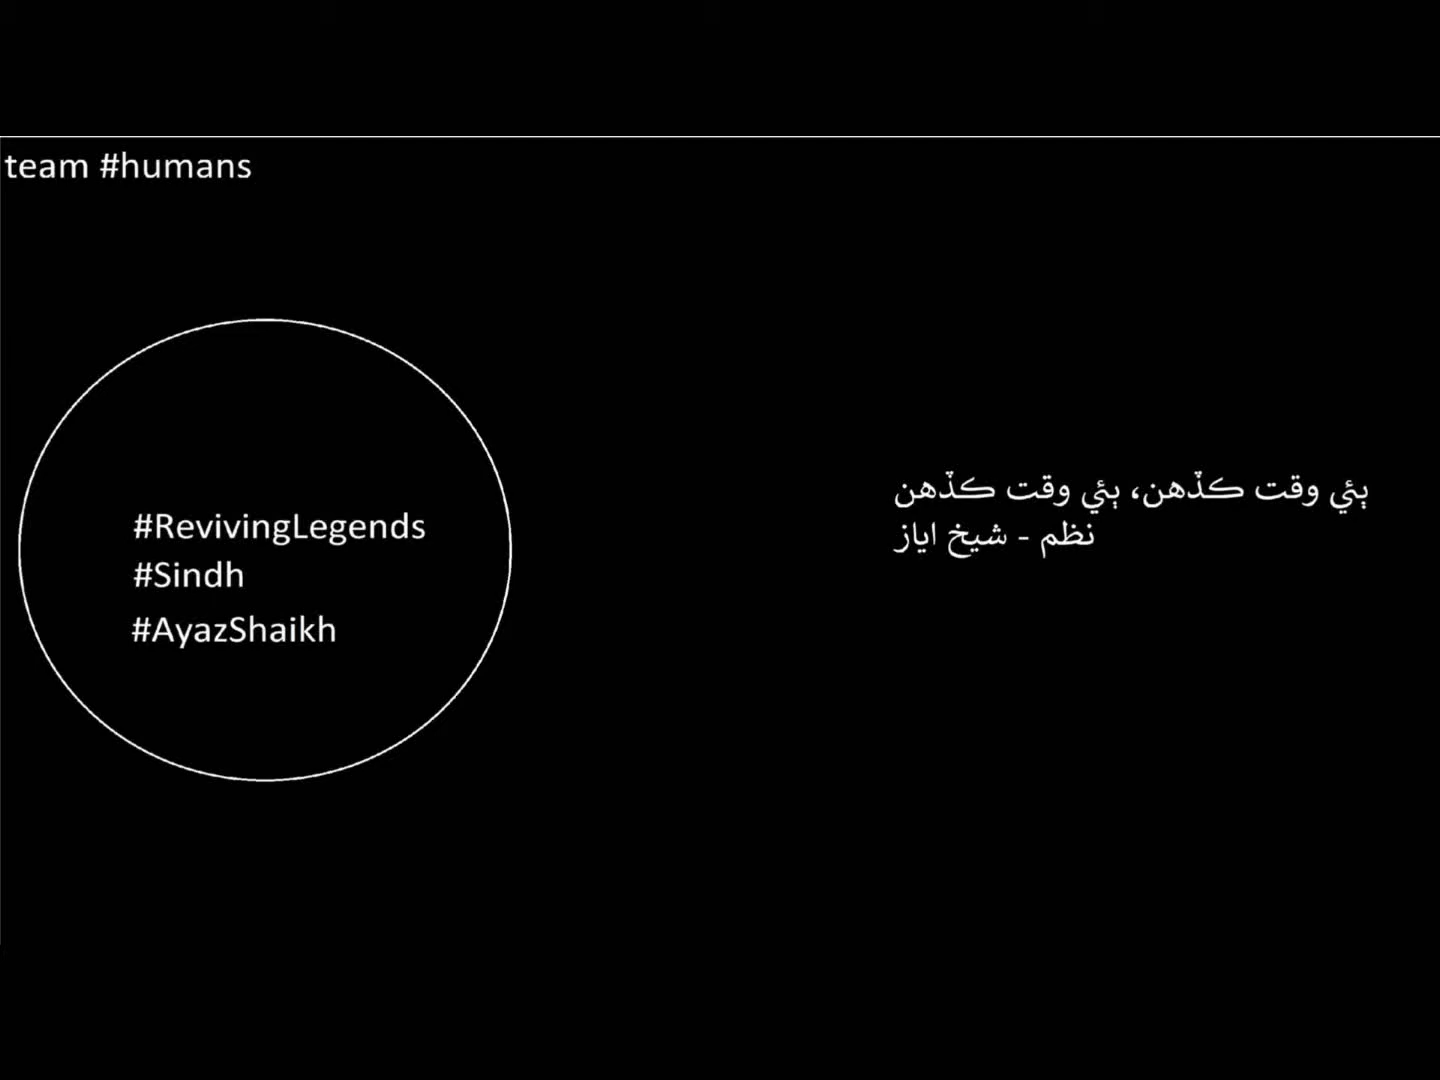 team #humans
#RevivingLegends
#Sindh
#AyazShaikh
ٻئي وقت ڪڏهن، ٻئي وقت ڪڏهن
نظم - شيخ اياز